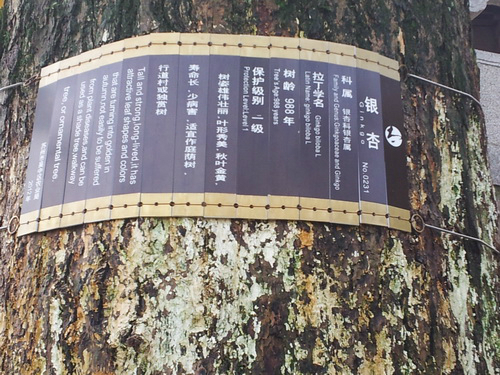 银杏
Ginkgo
No.0231
科属 银杏科银杏属
Family and Genus Ginkgoaceae and Ginkgo
拉丁学名 Ginkgo biloba L
Latin Name ginkgo biloba L
树龄 988年
Tree's Age 988 years
保护级别 一级
Protection Level Level 1
树姿雄伟壮丽，叶形秀美，秋叶金黄，
寿命长，少病害，适宜作庭荫树，
行道树或独赏树
Tall and strong, long-lived, it has
attractive leaf shapes and colors
that are turning into golden in
autumn, not easily to be suffered
from plant diseases and can be
used as a shade tree, walkway
tree, or ornamental tree.